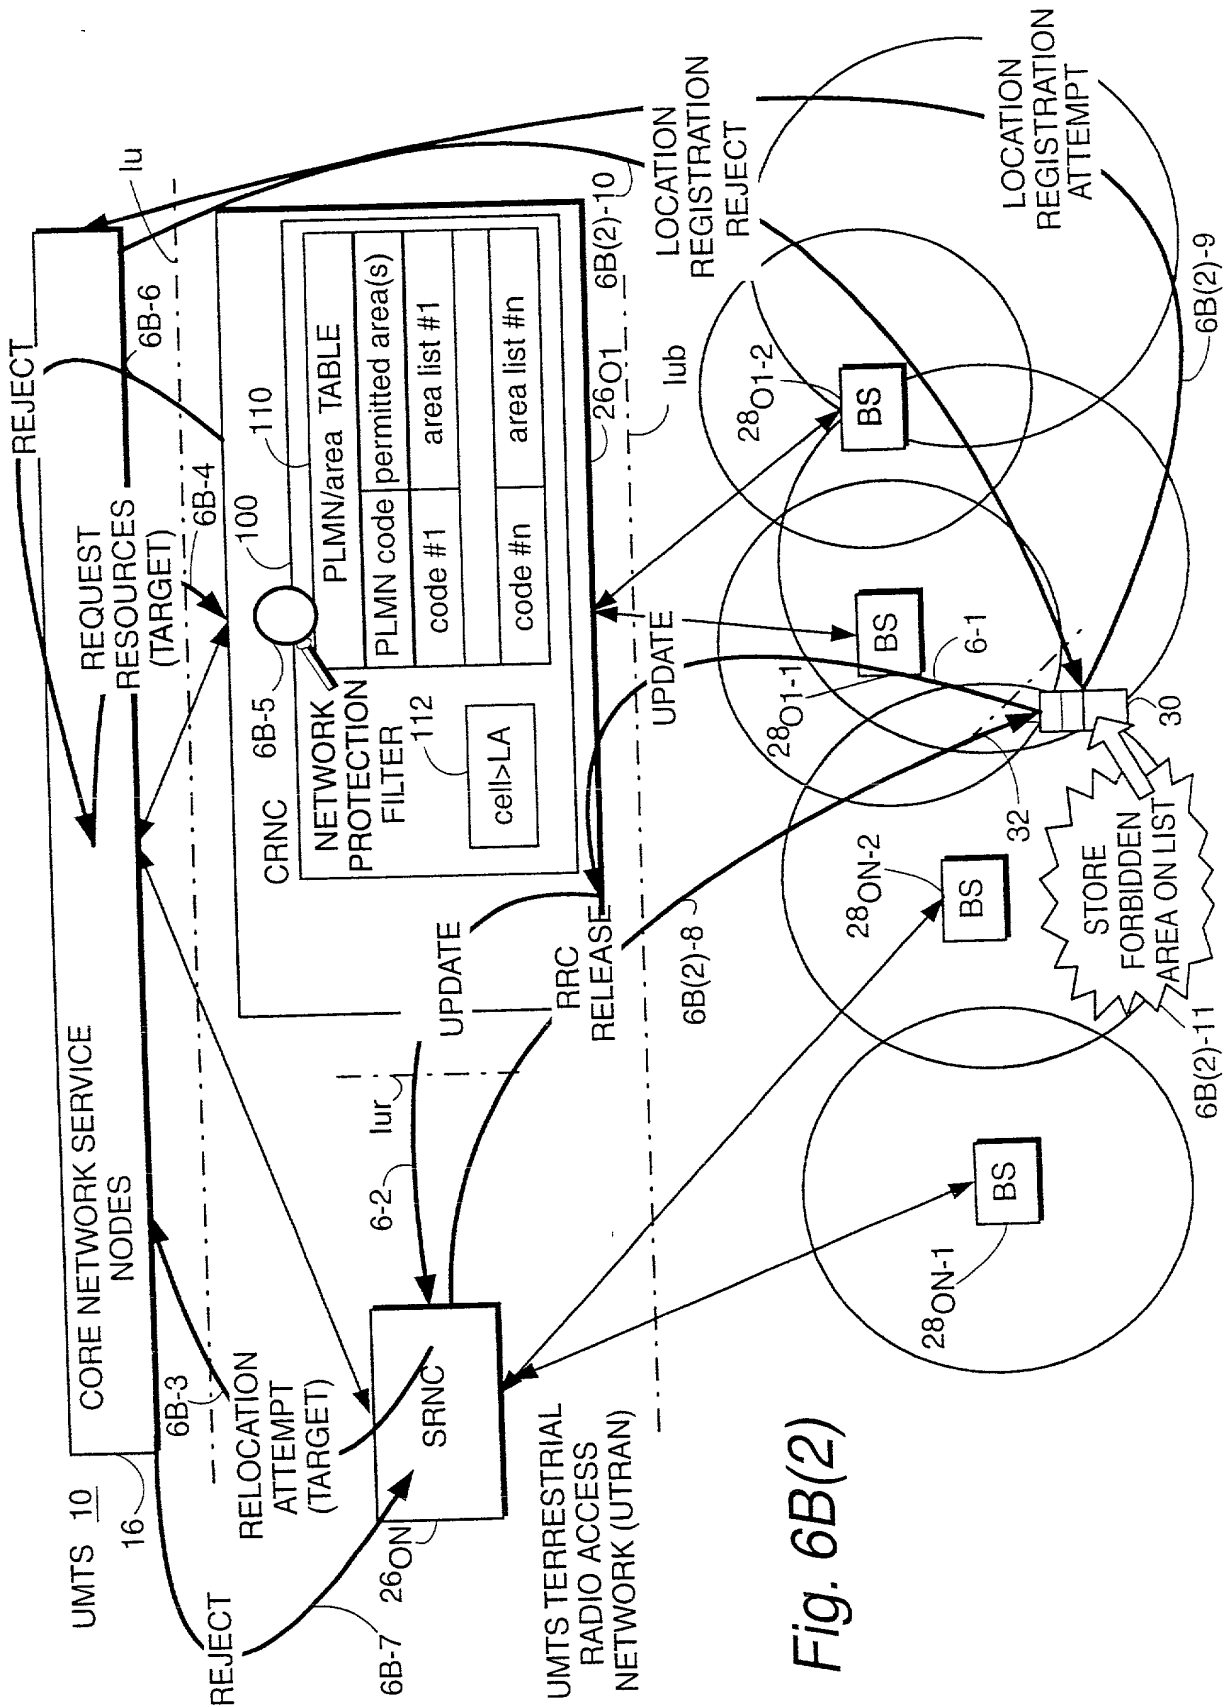 UMTS 10
16
CORE NETWORK SERVICE
NODES
REJECT
6B-6
Iu
REQUEST
RESOURCES
(TARGET)
6B-4
6B-3
RELOCATION
ATTEMPT
(TARGET)
REJECT
6B-7
26ON
SRNC
6-2
Iur
UPDATE
RRC
RELEASE
6B(2)-8
CRNC
6B-5
100
110
NETWORK
PROTECTION
FILTER
112
cell>LA
PLMN/area TABLE
PLMN code
permitted area(s)
code #1
area list #1
code #n
area list #n
26O1
6B(2)-10
Iub
UPDATE
LOCATION
REGISTRATION
REJECT
LOCATION
REGISTRATION
ATTEMPT
6B(2)-9
UMTS TERRESTRIAL
RADIO ACCESS
NETWORK (UTRAN)
28ON-1
BS
28ON-2
BS
28O1-1
BS
28O1-2
BS
6-1
32
30
STORE
FORBIDDEN
AREA ON LIST
6B(2)-11
Fig. 6B(2)